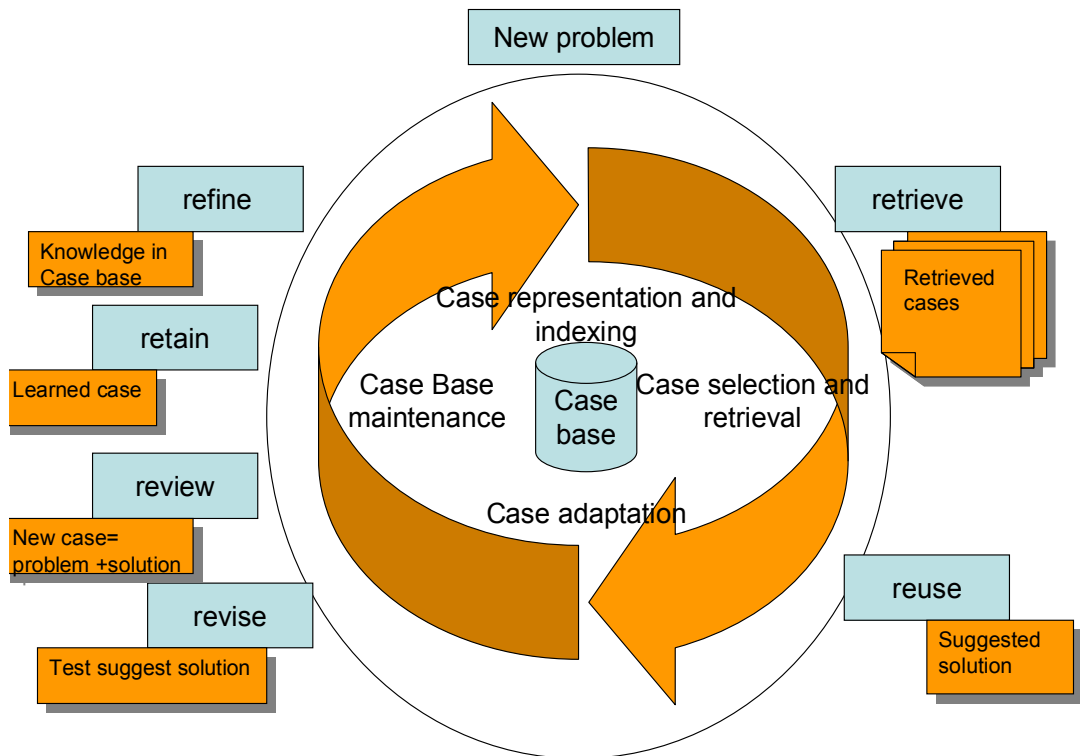 New problem
refine
Knowledge in
Case base
retrieve
Retrieved
cases
retain
Learned case
Case representation and
indexing
Case Base
maintenance
Case
base
Case selection and
retrieval
review
New case=
problem +solution
Case adaptation
revise
Test suggest solution
reuse
Suggested
solution